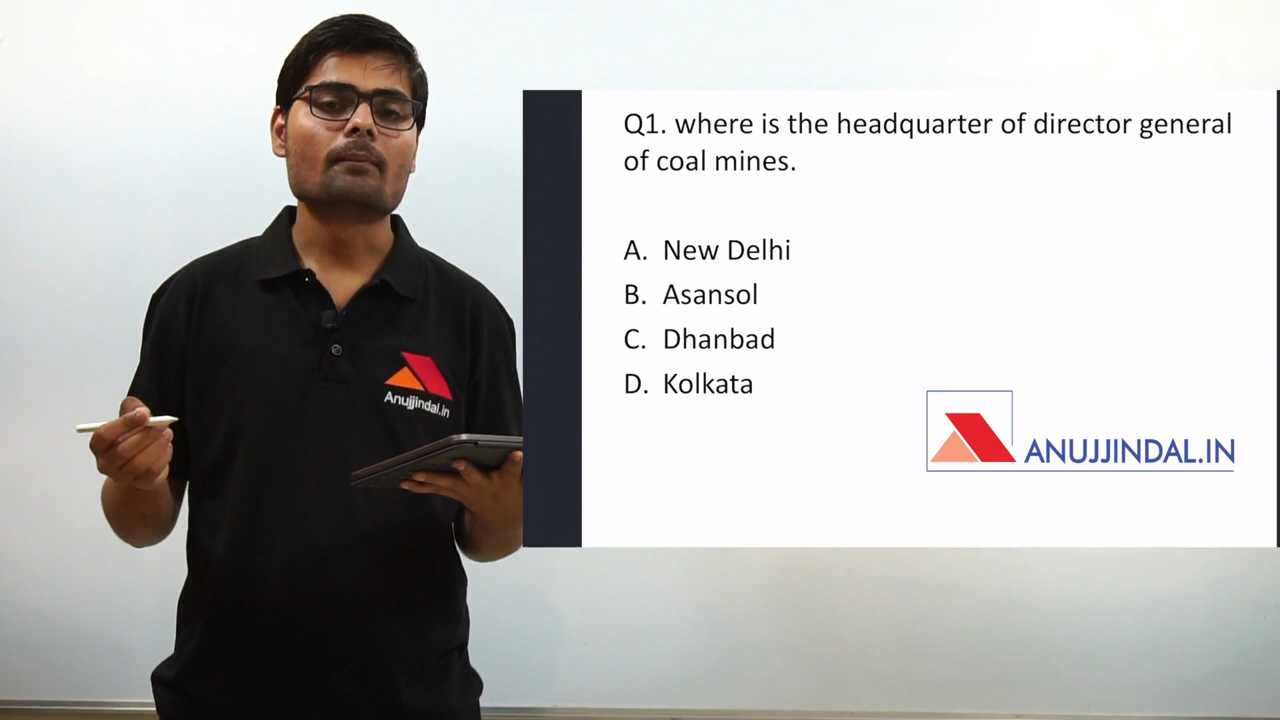 Q1. where is the headquarter of director general
of coal mines.
A. New Delhi
B. Asansol
C. Dhanbad
D. Kolkata
ANUJJINDAL.IN
Anujjindal.in